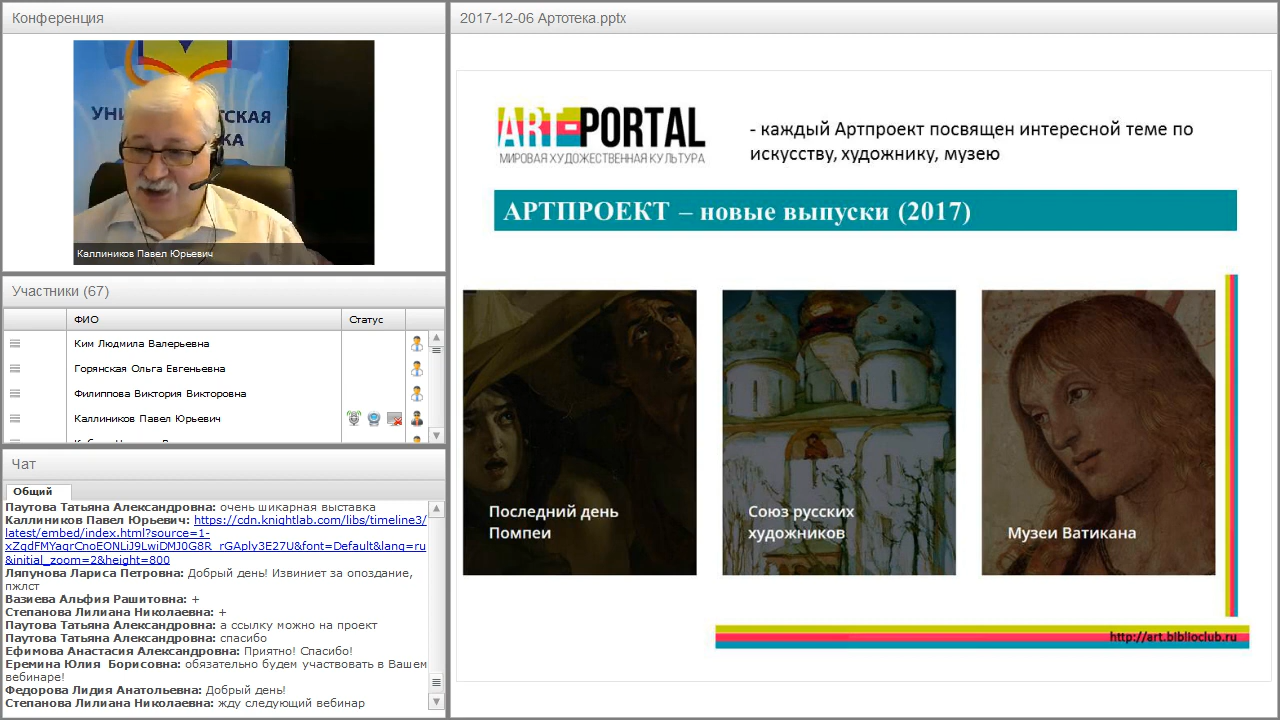 Конференция
УНИ
ТСКАЯ
КА
Каллиников Павел Юрьевич
Участники (67)
ФИО
Статус
Ким Людмила Валерьевна
Горянская Ольга Евгеньевна
Филиппова Виктория Викторовна
Каллиников Павел Юрьевич
Чат
Общий
Паутова Татьяна Александровна: очень шикарная выставка
Каллиников Павел Юрьевич: https://cdn.knightlab.com/libs/timeline3/
latest/embed/index.html?source=1-
&font=Default&lang=ru
&initial_zoom=2&height=800
Ляпунова Лариса Петровна: Добрый день! Извиниет за опоздание,
пжлст
Вазиева Альфия Рашитовна: +
Степанова Лилиана Николаевна: +
Паутова Татьяна Александровна: а ссылку можно на проект
Паутова Татьяна Александровна: спасибо
Ефимова Анастасия Александровна: Приятно! Спасибо!
Еремина Юлия Борисовна: обязательно будем участвовать в Вашем
вебинаре!
Федорова Лидия Анатольевна: Добрый день!
Степанова Лилиана Николаевна: жду следующий вебинар
2017-12-06 Артотека.pptx
ART-PORTAL
МИРОВАЯ ХУДОЖЕСТВЕННАЯ КУЛЬТУРА
- каждый Артпроект посвящен интересной теме по
искусству, художнику, музею
АРТПРОЕКТ – новые выпуски (2017)
Последний день
Помпеи
Союз русских
художников
Музеи Ватикана
http://art.biblioclub.ru